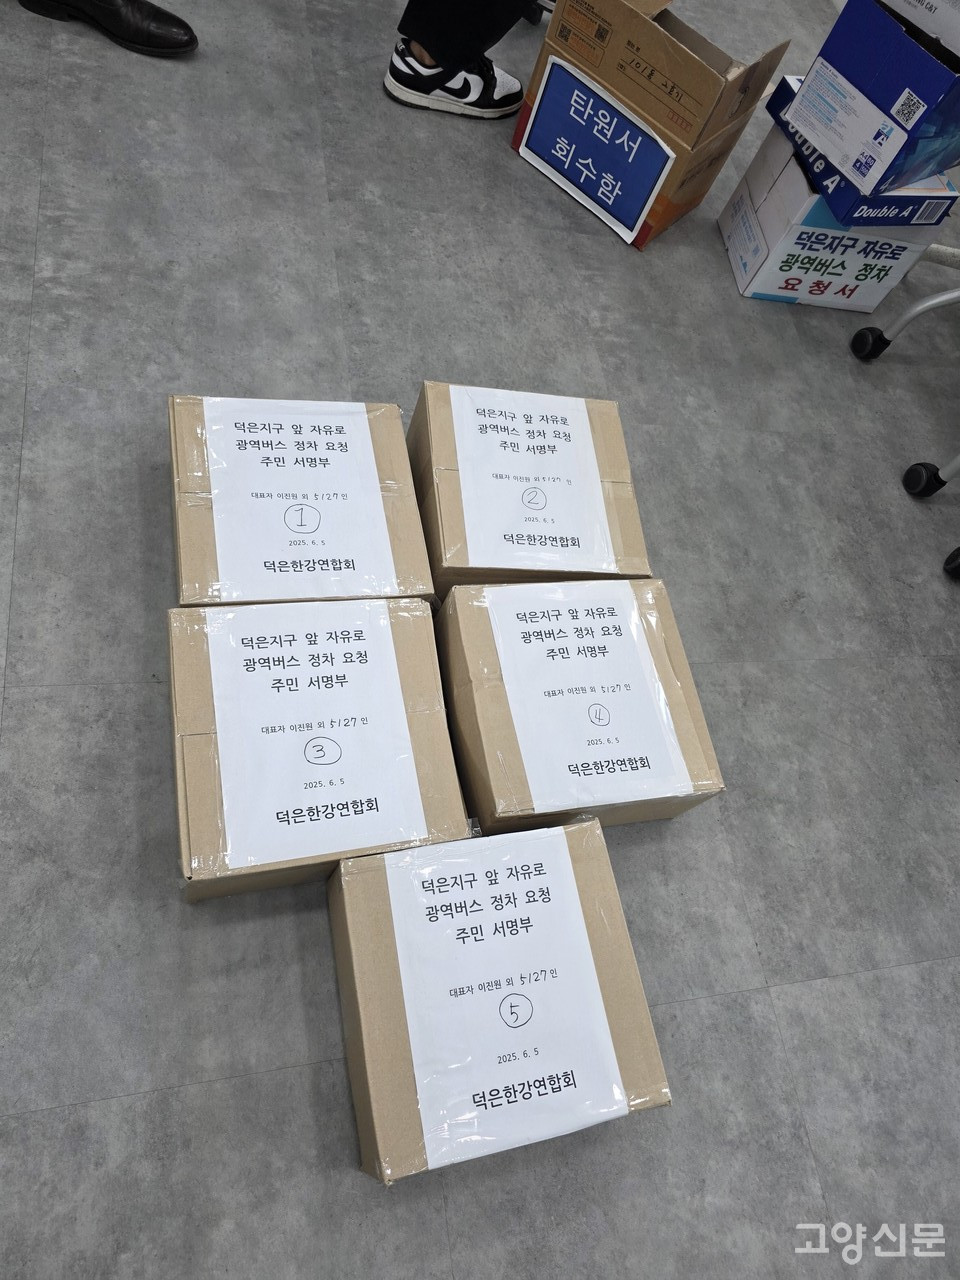 탄원서
회수함
Double A
Double A
덕은지구 자유로
광역버스 정차
요청서
덕은지구 앞 자유로
광역버스 정차 요청
주민 서명부
대표자 이진원 외 5127인
1
2025. 6. 5
덕은한강연합회
덕은지구 앞 자유로
광역버스 정차 요청
주민 서명부
대표자 이진원 외 5127 인
2
2025. 6. 5
덕은한강연합회
덕은지구 앞 자유로
광역버스 정차 요청
주민 서명부
대표자 이진원 외 5127인
3
2025. 6. 5
덕은한강연합회
덕은지구 앞 자유로
광역버스 정차 요청
주민 서명부
대표자 이진원 외 5127인
4
2025. 6. 5
덕은한강연합회
덕은지구 앞 자유로
광역버스 정차 요청
주민 서명부
대표자 이진원 외 5127인
5
2025. 6. 5
덕은한강연합회
고양신문